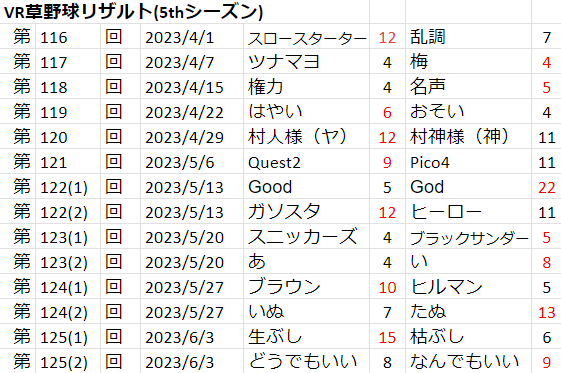 VR草野球リザルト(5thシーズン)
第 116 回 2023/4/1 スロースターター 12 乱調 7
第 117 回 2023/4/7 ツナマヨ 4 梅 4
第 118 回 2023/4/15 権力 4 名声 5
第 119 回 2023/4/22 はやい 6 おそい 4
第 120 回 2023/4/29 村人様（ヤ） 12 村神様（神） 11
第 121 回 2023/5/6 Quest2 9 Pico4 11
第 122(1) 回 2023/5/13 Good 5 God 22
第 122(2) 回 2023/5/13 ガソスタ 12 ヒーロー 11
第 123(1) 回 2023/5/20 スニッカーズ 4 ブラックサンダー 5
第 123(2) 回 2023/5/20 あ 4 い 8
第 124(1) 回 2023/5/27 ブラウン 10 ヒルマン 5
第 124(2) 回 2023/5/27 いぬ 7 たぬ 13
第 125(1) 回 2023/6/3 生ぶし 15 枯ぶし 6
第 125(2) 回 2023/6/3 どうでもいい 8 なんでもいい 9